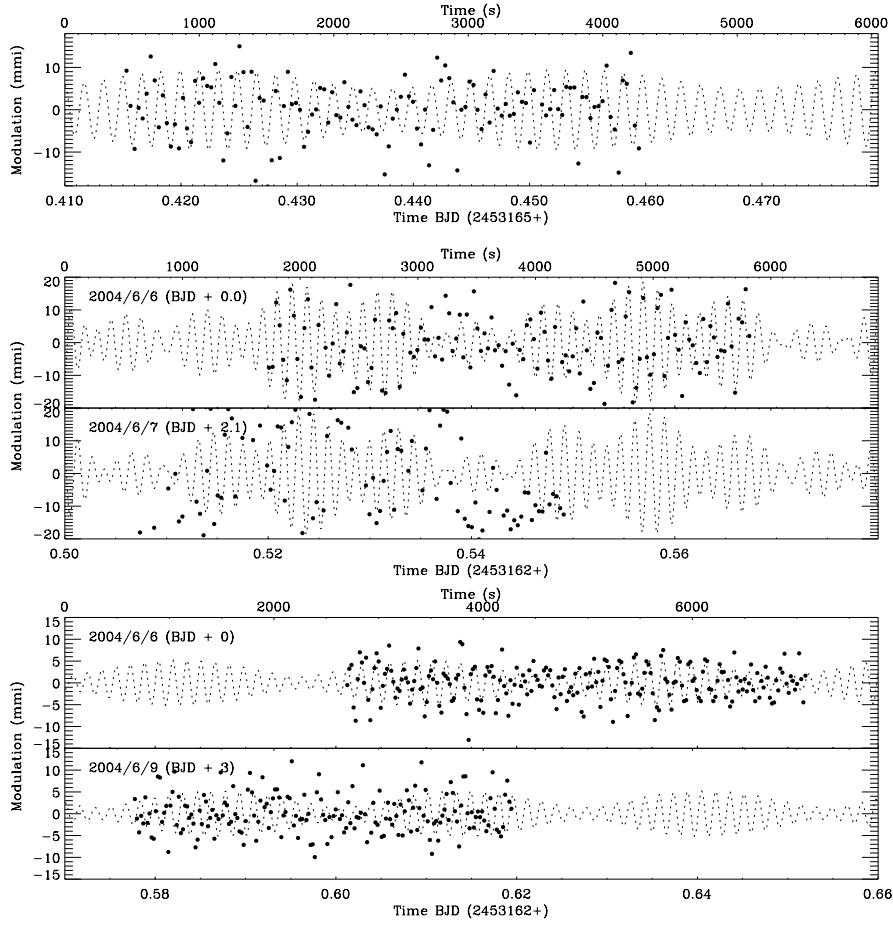 Time (s)
0 1000 2000 3000 4000 5000 6000
10
0
-10
Modulation (mmi)
0.410 0.420 0.430 0.440 0.450 0.460 0.470
Time BJD (2453165+)
Time (s)
0 1000 2000 3000 4000 5000 6000
20
10
0
-10
-20
2004/6/6 (BJD + 0.0)
Modulation (mmi)
20
10
0
-10
-20
2004/6/7 (BJD + 2.1)
0.50 0.52 0.54 0.56
Time BJD (2453162+)
Time (s)
0 2000 4000 6000
15
10
5
0
-5
-10
-15
2004/6/6 (BJD + 0)
Modulation (mmi)
15
10
5
0
-5
-10
-15
2004/6/9 (BJD + 3)
0.58 0.60 0.62 0.64 0.66
Time BJD (2453162+)